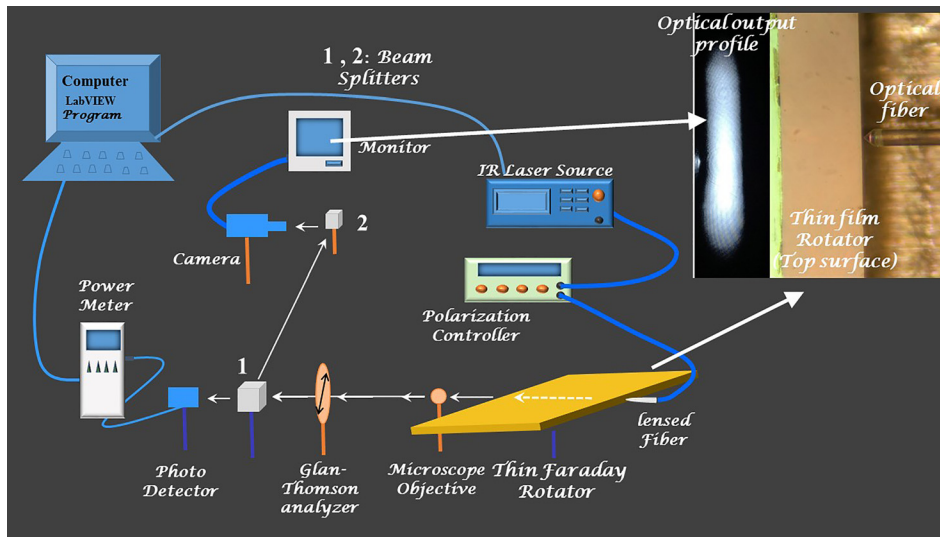 Computer
LabVIEW
Program
1 , 2: Beam
Splitters
Monitor
Optical output
profile
Optical
fiber
Thin film
Rotator
(Top surface)
IR Laser Source
2
Camera
Polarization
Controller
Power
Meter
1
Photo
Detector
Glan-
Thomson
analyzer
Microscope
Objective
Thin Faraday
Rotator
lensed
Fiber